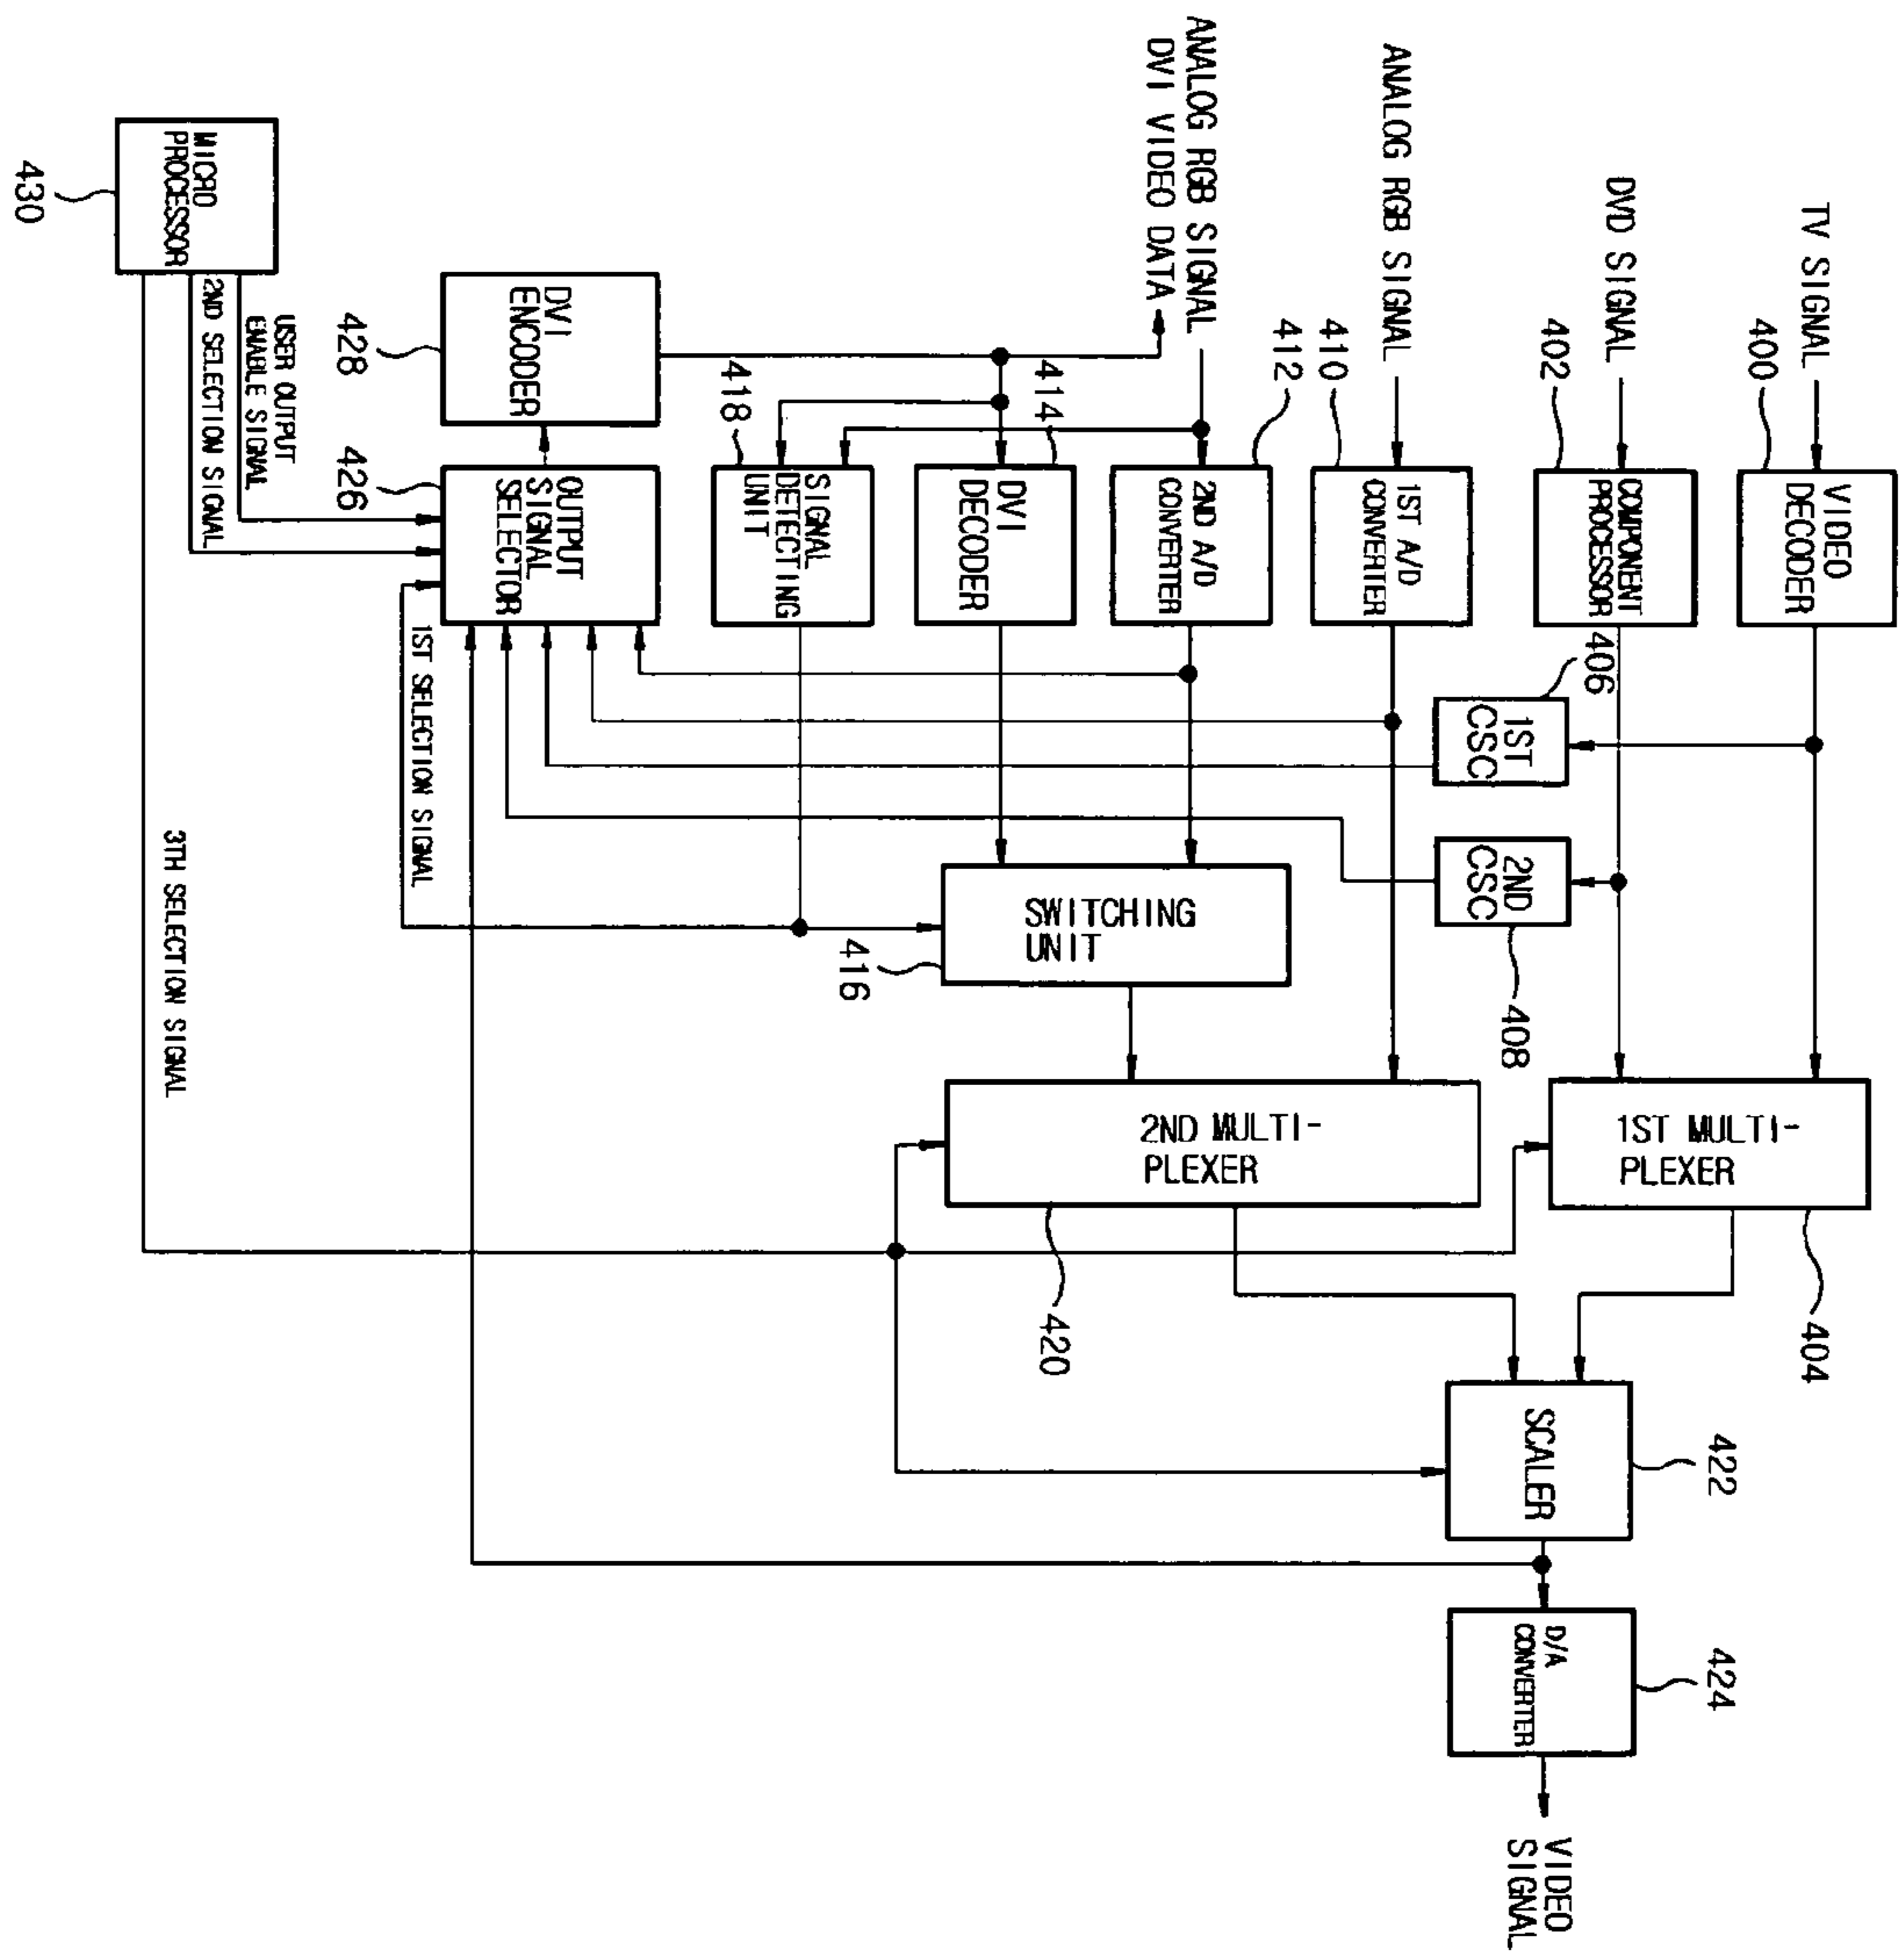 TV SIGNAL
400
VIDEO
DECODER
DVD SIGNAL
402
COMPONENT
PROCESSOR
406
1ST
CSC
2ND
CSC
408
1ST MULTI-
PLEXER
404
ANALOG RGB SIGNAL
410
1ST A/D
CONVERTER
412
ANALOG RGB SIGNAL
DVI VIDEO DATA
2ND A/D
CONVERTER
414
DVI
DECODER
418
SIGNAL
DETECTING
UNIT
SWITCHING
UNIT
416
2ND MULTI-
PLEXER
420
SCALER
422
D/A
CONVERTER
424
VIDEO
SIGNAL
DVI
ENCODER
428
OUTPUT
SIGNAL
SELECTOR
426
1ST SELECTION SIGNAL
USER OUTPUT
ENABLE SIGNAL
2ND SELECTION SIGNAL
MICRO
PROCESSOR
430
3TH SELECTION SIGNAL